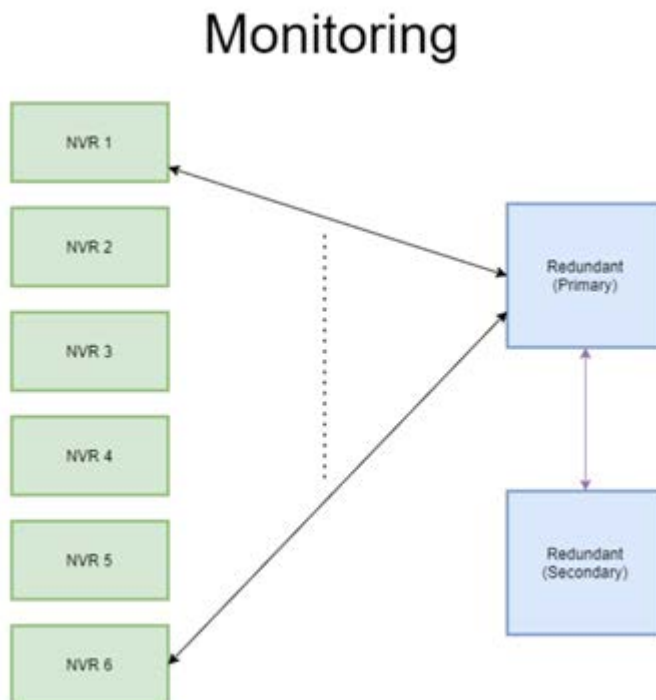 Monitoring
NVR 1
NVR 2
NVR 3
NVR 4
NVR 5
NVR 6
Redundant
(Primary)
Redundant
(Secondary)